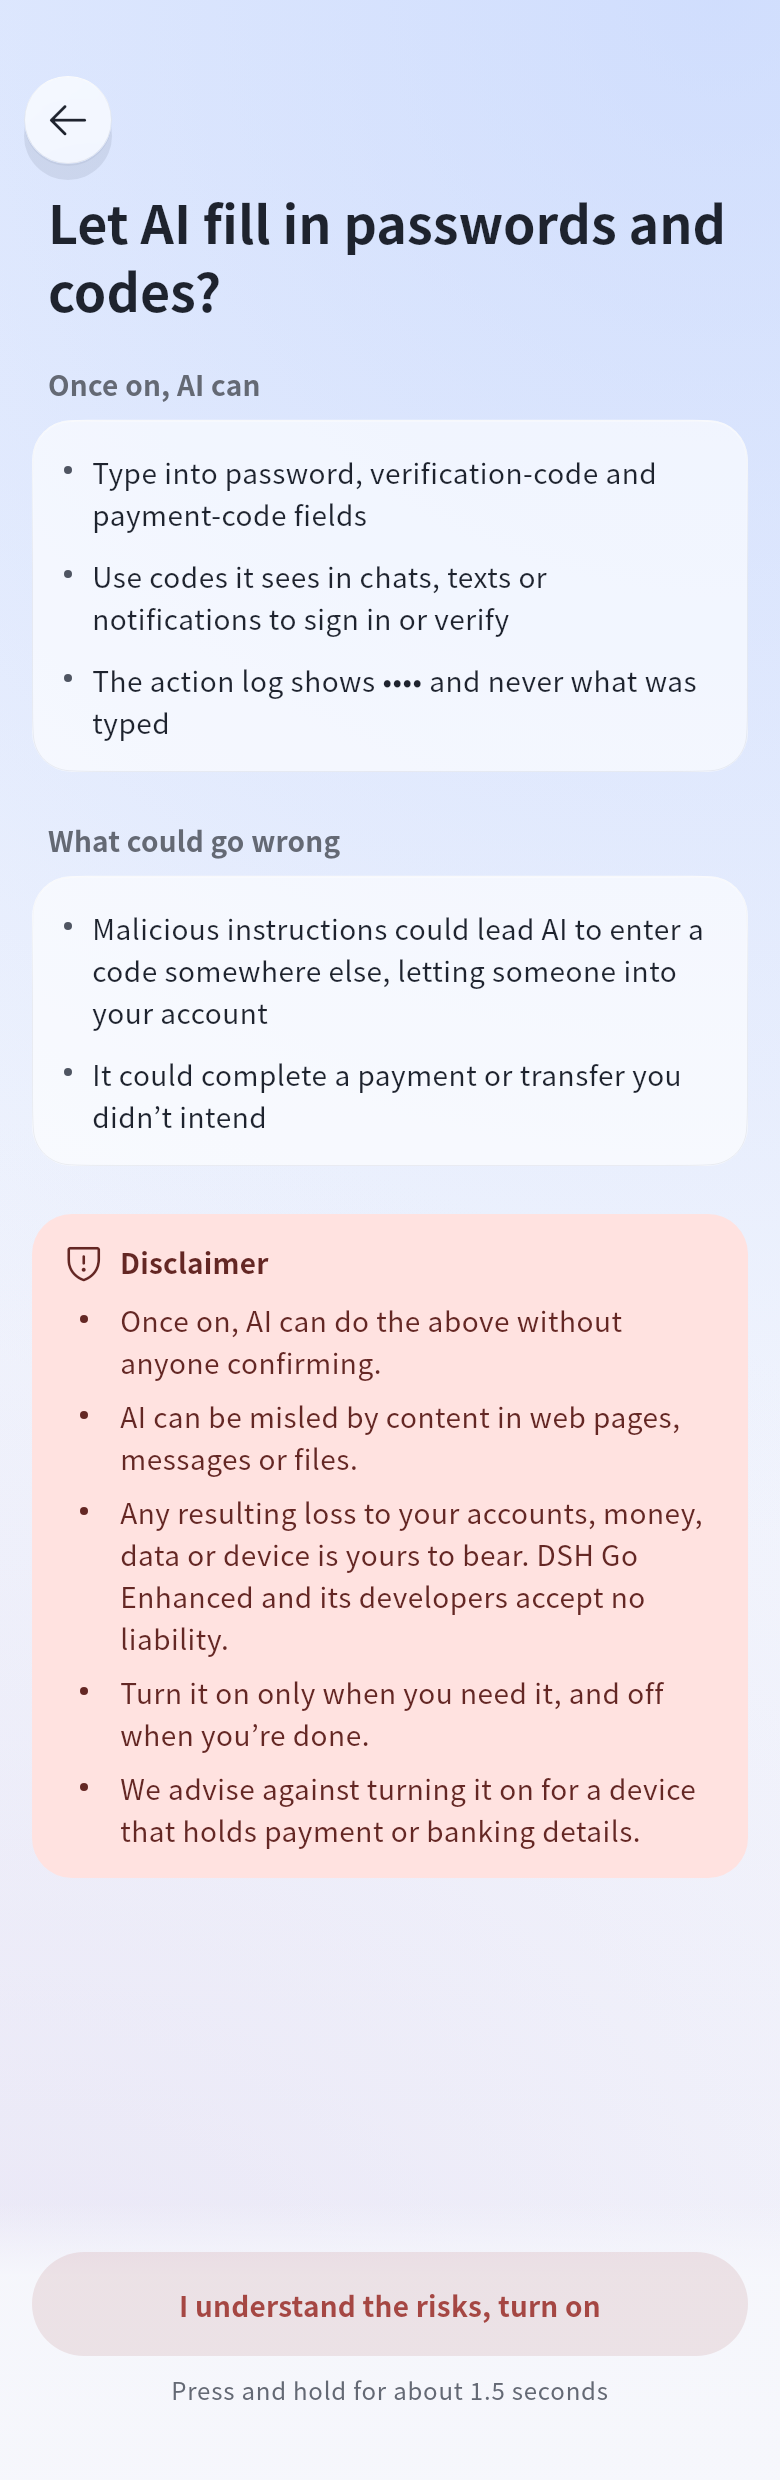 Let AI fill in passwords and
codes?
Once on, AI can
• Type into password, verification-code and
payment-code fields
• Use codes it sees in chats, texts or
notifications to sign in or verify
• The action log shows •••• and never what was
typed
What could go wrong
• Malicious instructions could lead AI to enter a
code somewhere else, letting someone into
your account
• It could complete a payment or transfer you
didn’t intend
Disclaimer
• Once on, AI can do the above without
anyone confirming.
• AI can be misled by content in web pages,
messages or files.
• Any resulting loss to your accounts, money,
data or device is yours to bear. DSH Go
Enhanced and its developers accept no
liability.
• Turn it on only when you need it, and off
when you’re done.
• We advise against turning it on for a device
that holds payment or banking details.
I understand the risks, turn on
Press and hold for about 1.5 seconds